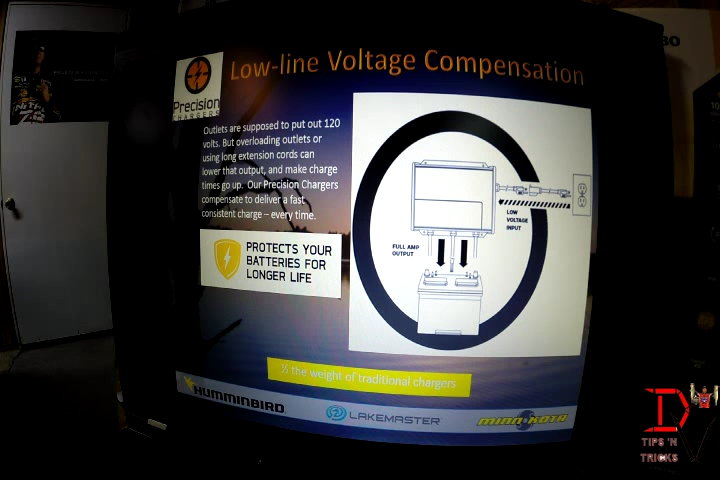 Low-line Voltage Compensation
Precision
CHARGERS
Outlets are supposed to put out 120
volts. But overloading outlets or
using long extension cords can
lower that output, and make charge
times go up. Our Precision Chargers
compensate to deliver a fast
consistent charge – every time.
PROTECTS YOUR
BATTERIES FOR
LONGER LIFE
LOW
VOLTAGE
INPUT
FULL AMP
OUTPUT
½ the weight of traditional chargers
HUMMINBIRD
LAKEMASTER
MINN KOTA
TIPS 'N
TRICKS